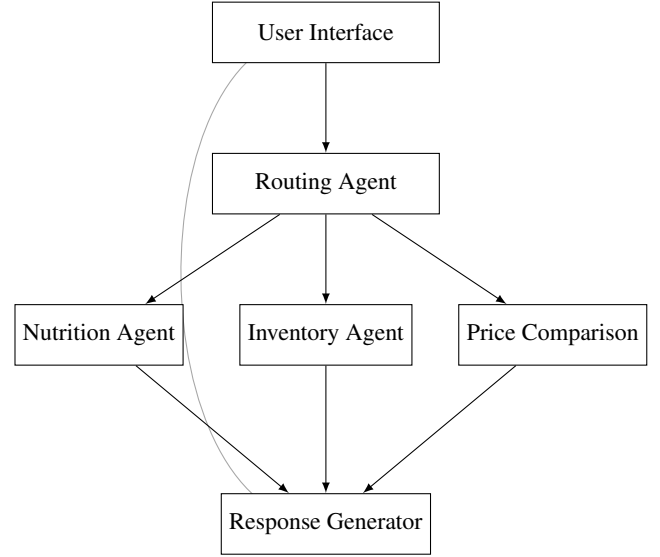 User Interface
Routing Agent
Nutrition Agent
Inventory Agent
Price Comparison
Response Generator